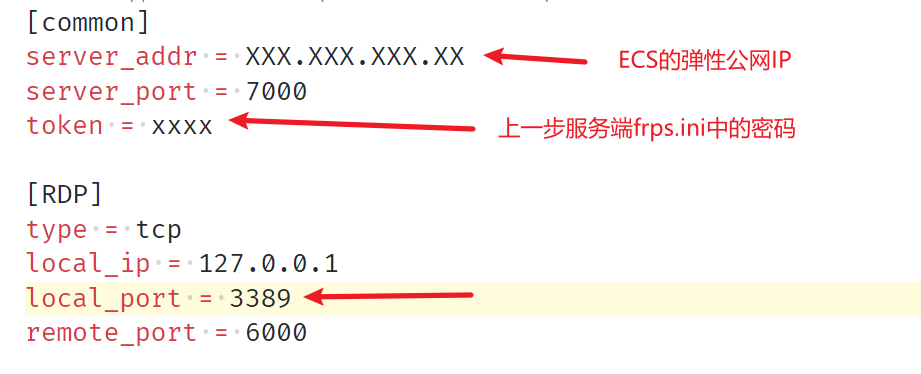 [common]
server_addr = XXX.XXX.XXX.XX
ECS的弹性公网IP
server_port = 7000
token = xxxx
上一步服务端frps.ini中的密码
[RDP]
type = tcp
local_ip = 127.0.0.1
local_port = 3389
remote_port = 6000